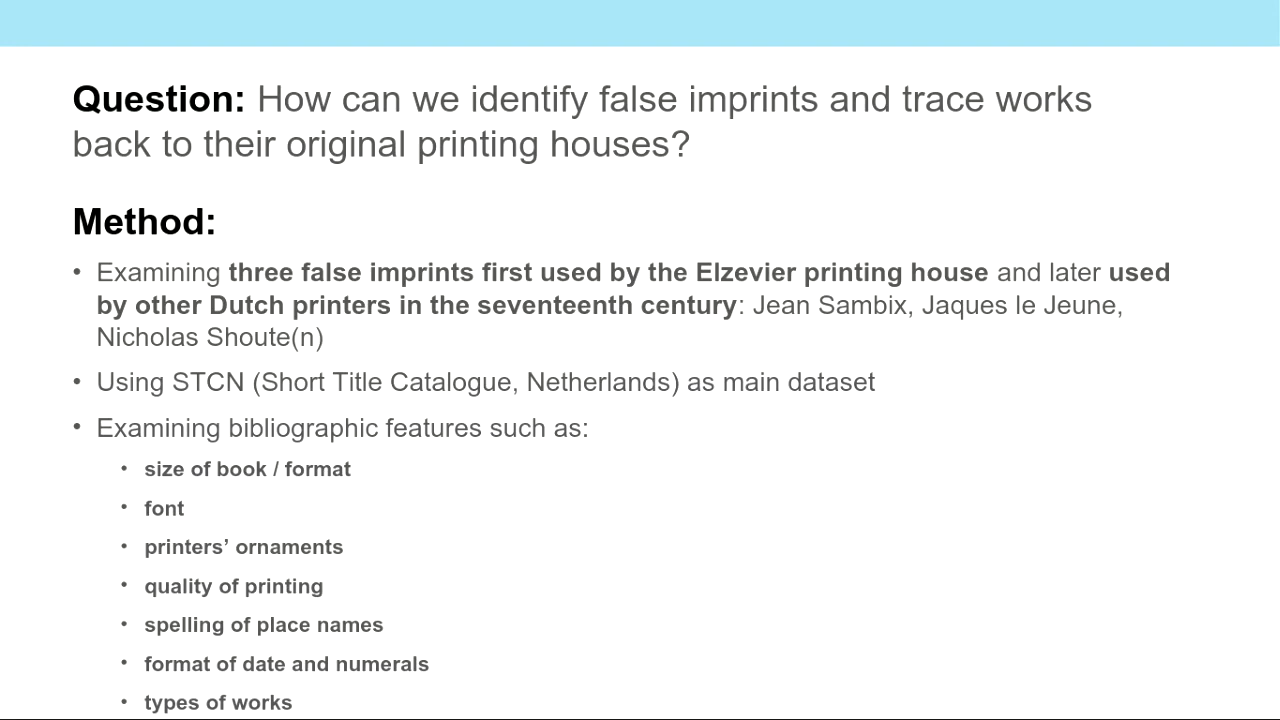 Question: How can we identify false imprints and trace works
back to their original printing houses?
Method:
• Examining three false imprints first used by the Elzevier printing house and later used
by other Dutch printers in the seventeenth century: Jean Sambix, Jaques le Jeune,
Nicholas Shoute(n)
• Using STCN (Short Title Catalogue, Netherlands) as main dataset
• Examining bibliographic features such as:
• size of book / format
• font
• printers’ ornaments
• quality of printing
• spelling of place names
• format of date and numerals
• types of works